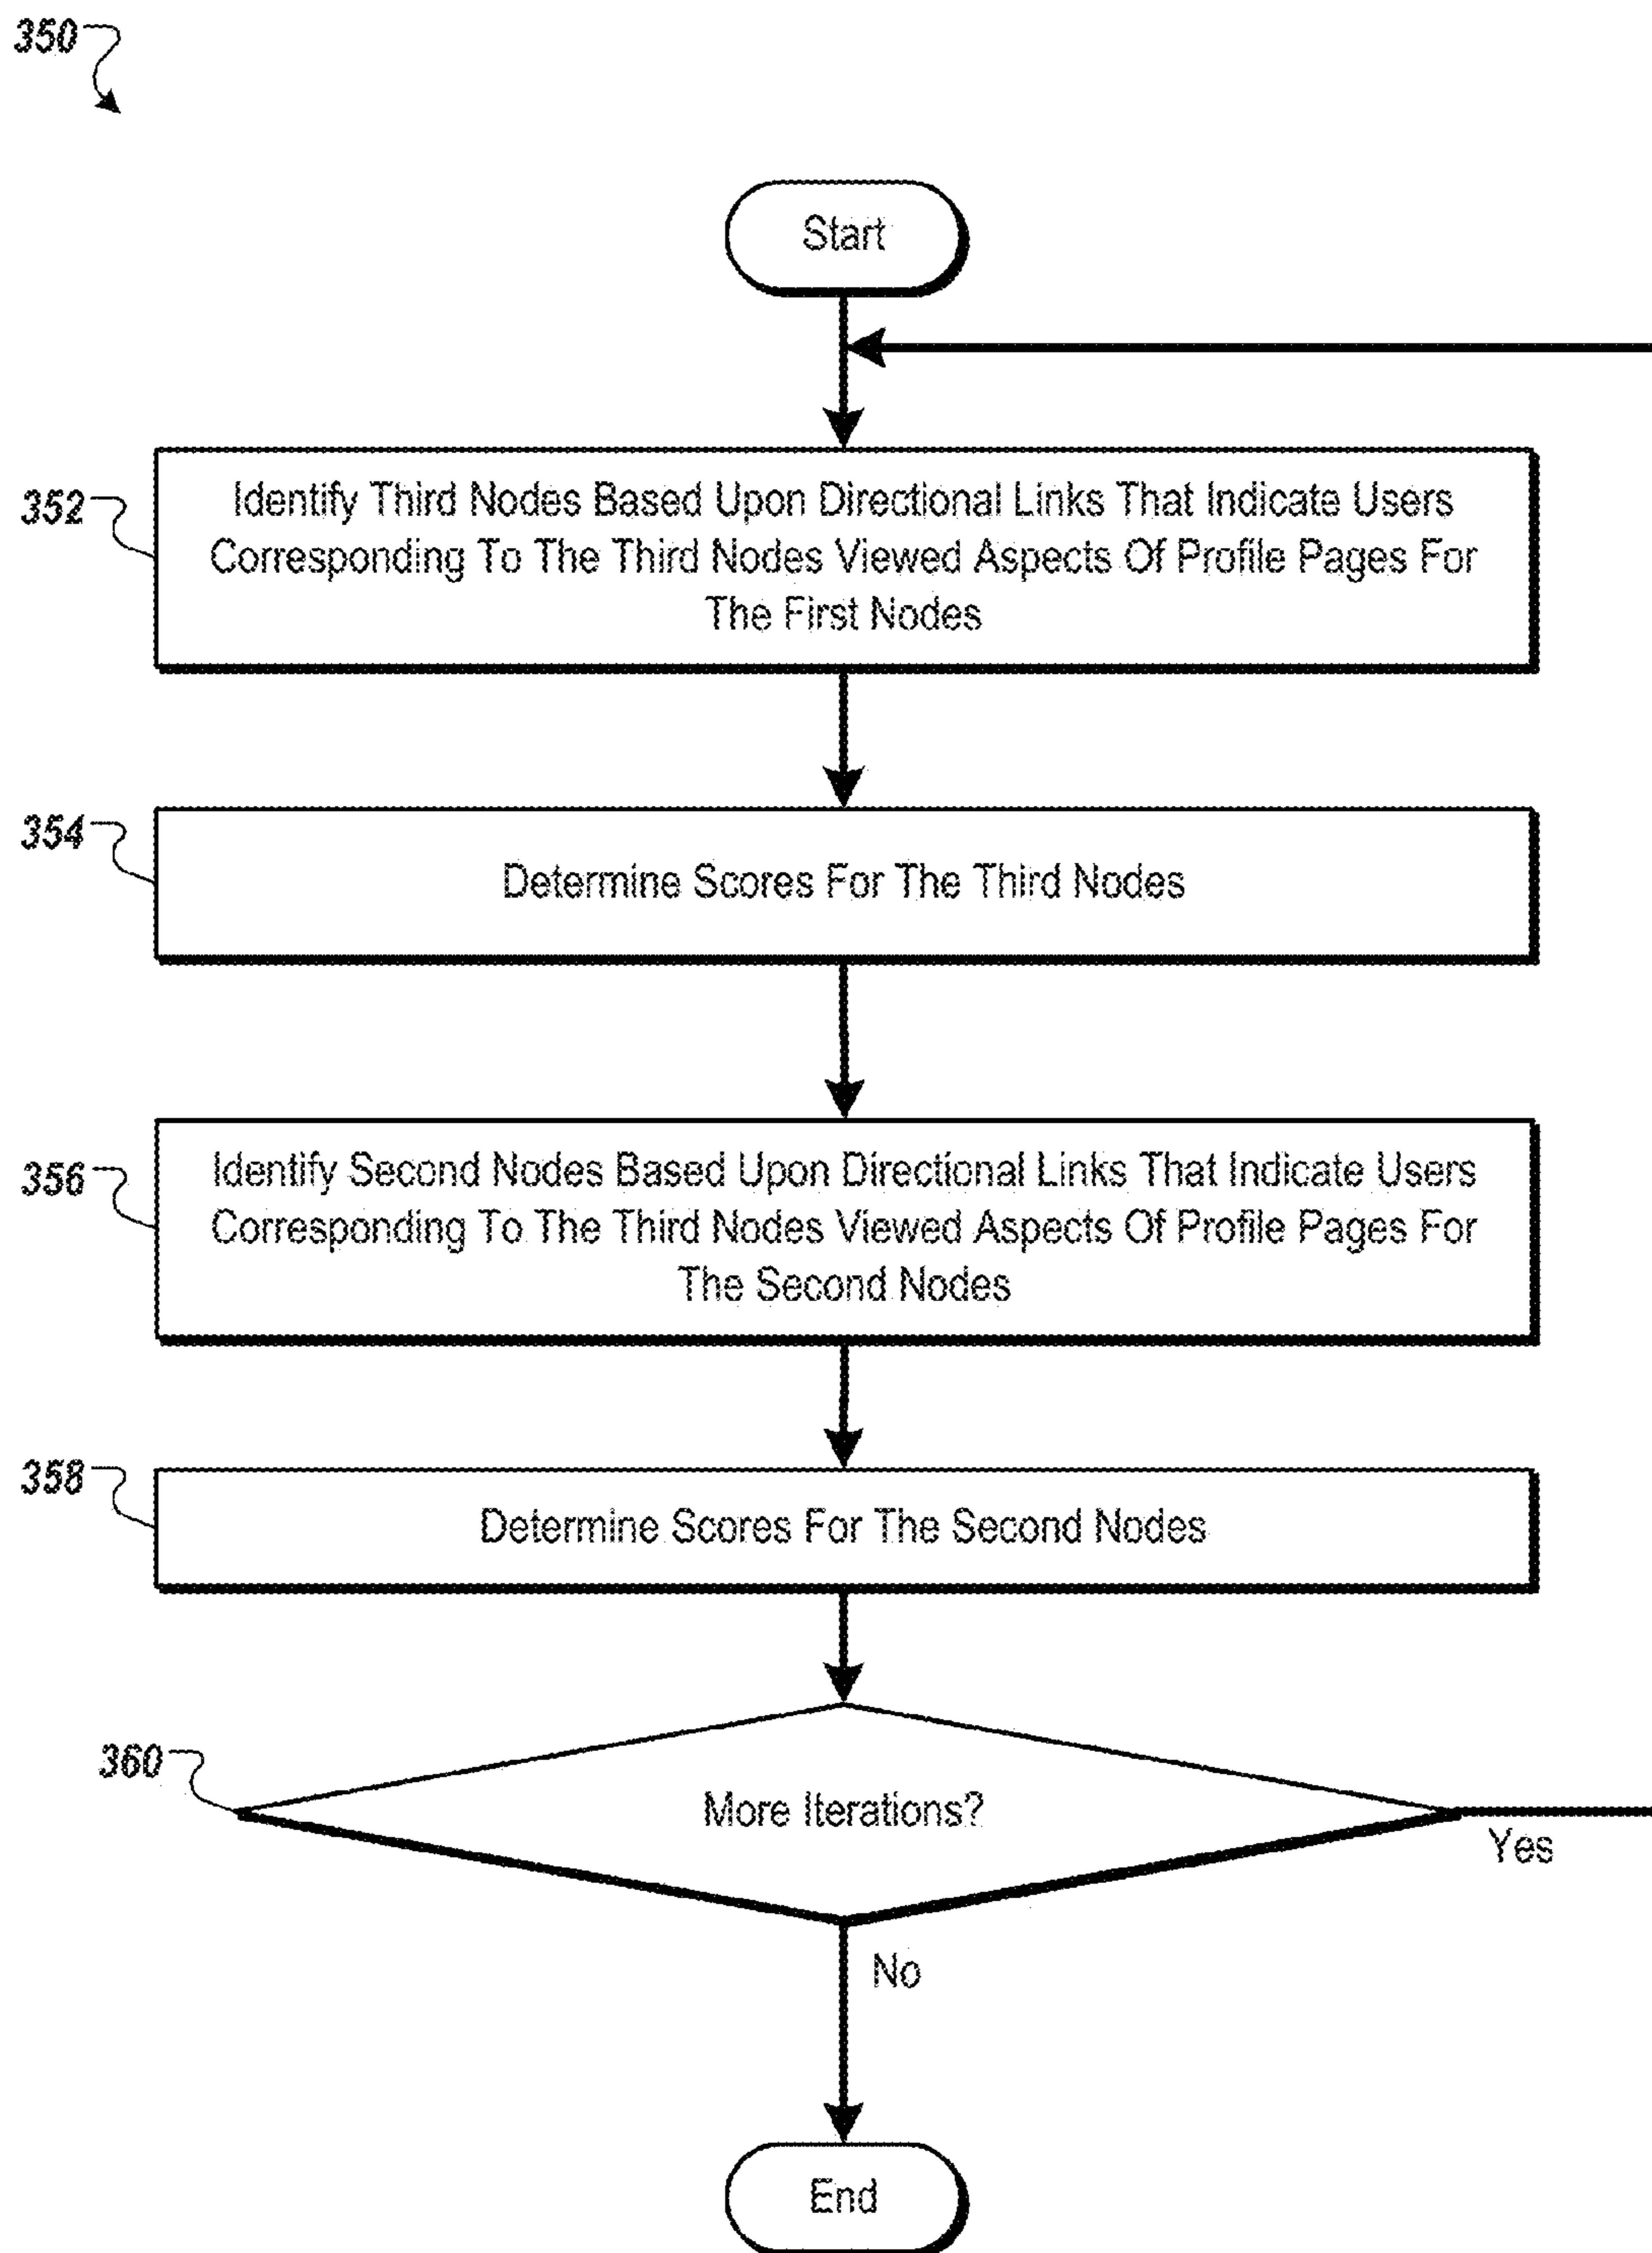 350
Start
352
Identify Third Nodes Based Upon Directional Links That Indicate Users
Corresponding To The Third Nodes Viewed Aspects Of Profile Pages For
The First Nodes
354
Determine Scores For The Third Nodes
356
Identify Second Nodes Based Upon Directional Links That Indicate Users
Corresponding To The Third Nodes Viewed Aspects Of Profile Pages For
The Second Nodes
358
Determine Scores For The Second Nodes
360
More Iterations?
Yes
No
End